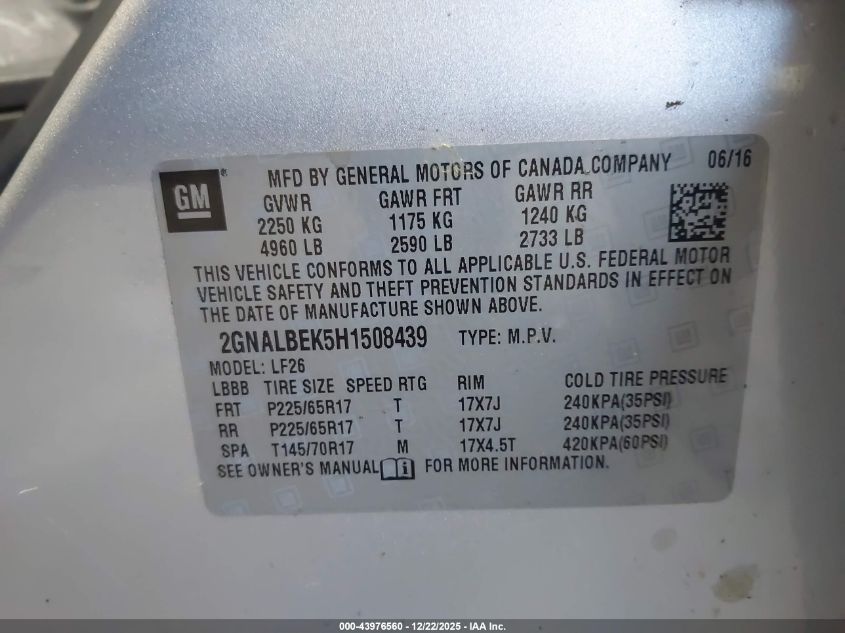 GM
MFD BY GENERAL MOTORS OF CANADA COMPANY 06/16
GVWR GAWR FRT GAWR RR
2250 KG 1175 KG 1240 KG
4960 LB 2590 LB 2733 LB
THIS VEHICLE CONFORMS TO ALL APPLICABLE U.S. FEDERAL MOTOR
VEHICLE SAFETY AND THEFT PREVENTION STANDARDS IN EFFECT ON
THE DATE OF MANUFACTURE SHOWN ABOVE.
2GNALBEK5H1508439 TYPE: M.P.V.
MODEL: LF26
LBBB TIRE SIZE SPEED RTG RIM COLD TIRE PRESSURE
FRT P225/65R17 T 17X7J 240KPA(35PSI)
RR P225/65R17 T 17X7J 240KPA(35PSI)
SPA T145/70R17 M 17X4.5T 420KPA(60PSI)
SEE OWNER'S MANUAL FOR MORE INFORMATION.
000-43976560 - 12/22/2025 - IAA Inc.